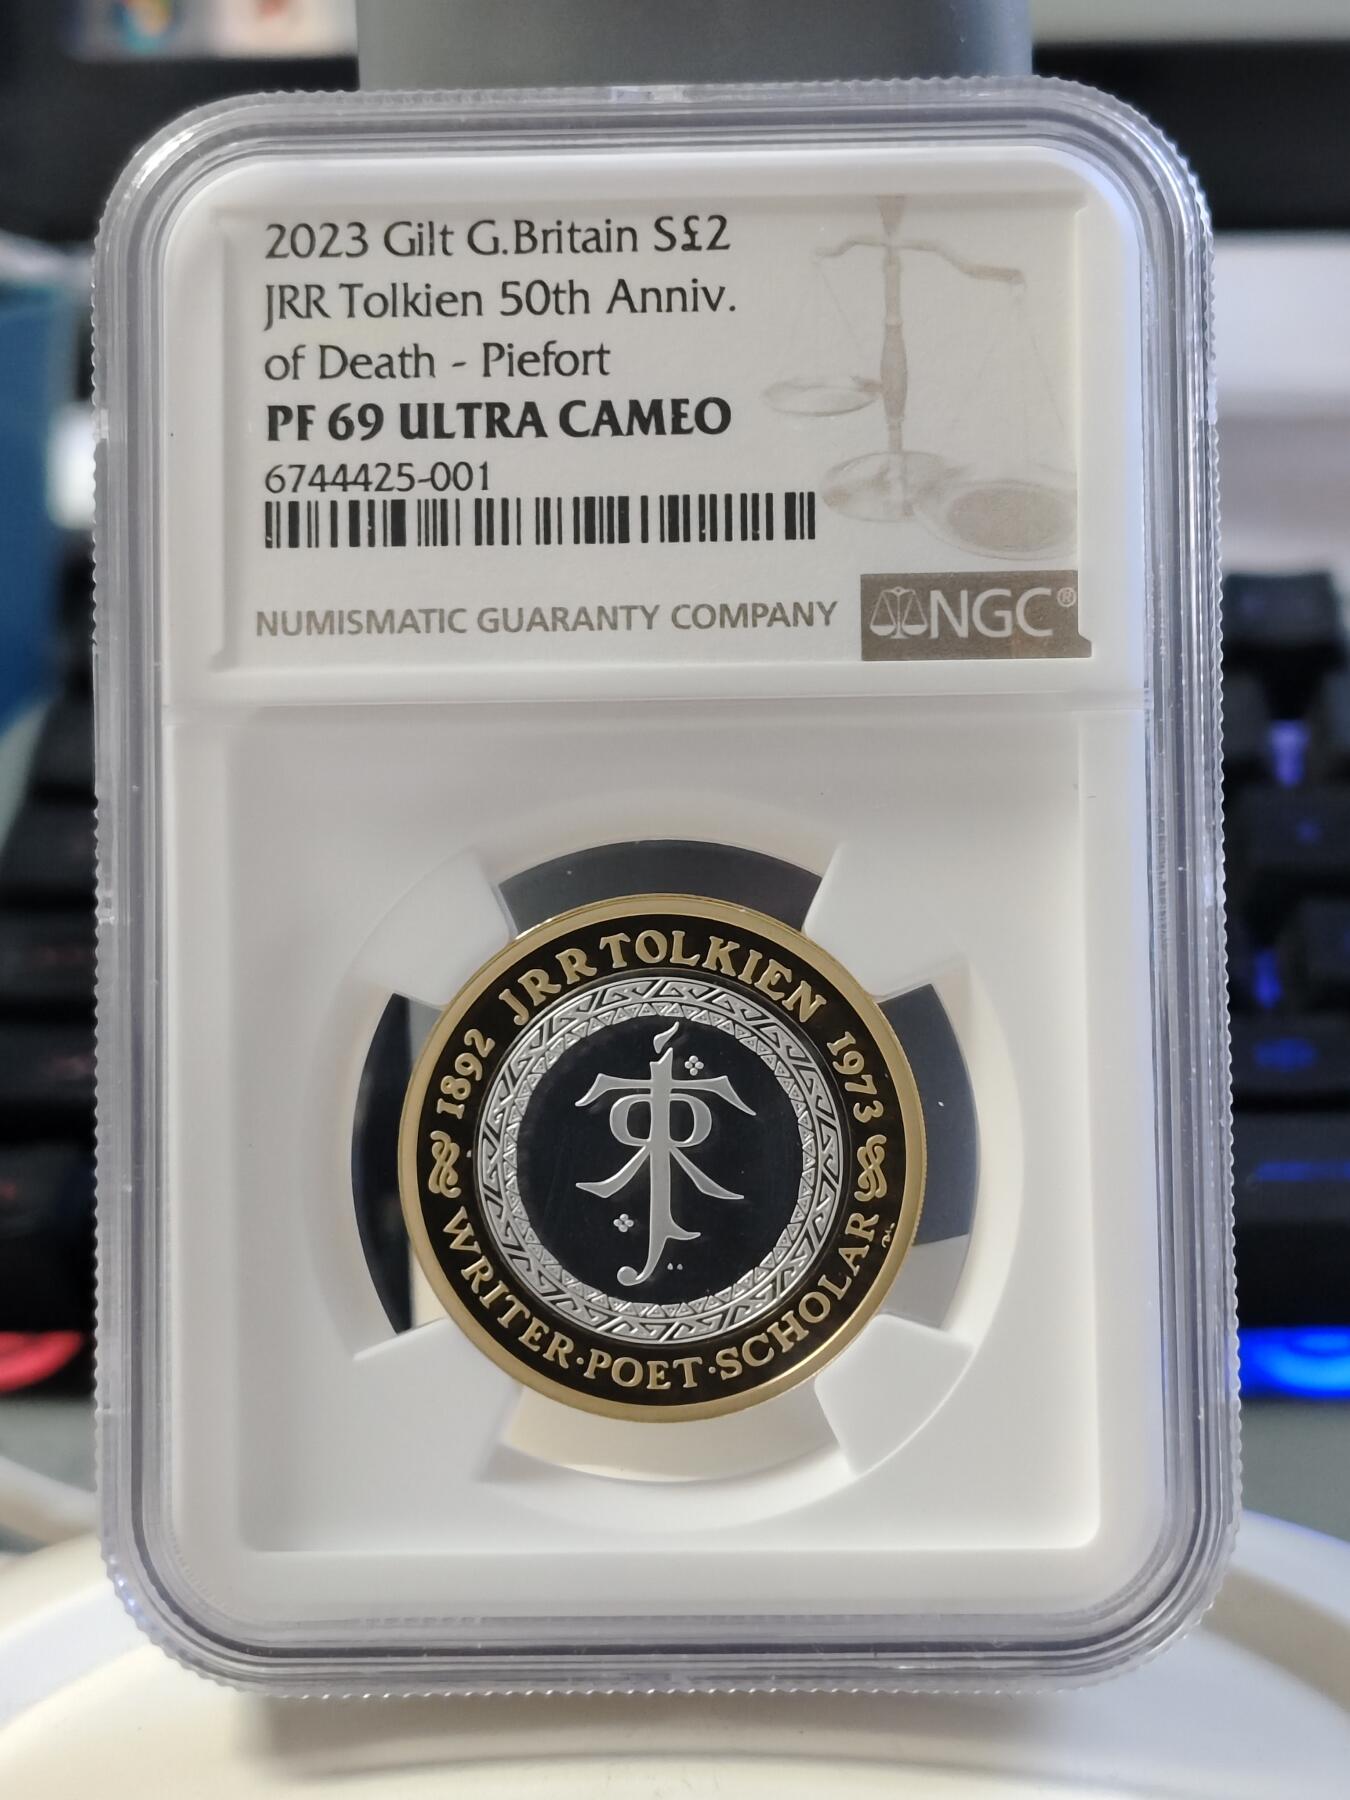 2023 Gilt G.Britain S£2
JRR Tolkien 50th Anniv.
of Death - Piefort
PF 69 ULTRA CAMEO
6744425-001
NUMISMATIC GUARANTY COMPANY
NGC®
1892 JRR TOLKIEN 1973
WRITER·POET·SCHOLAR